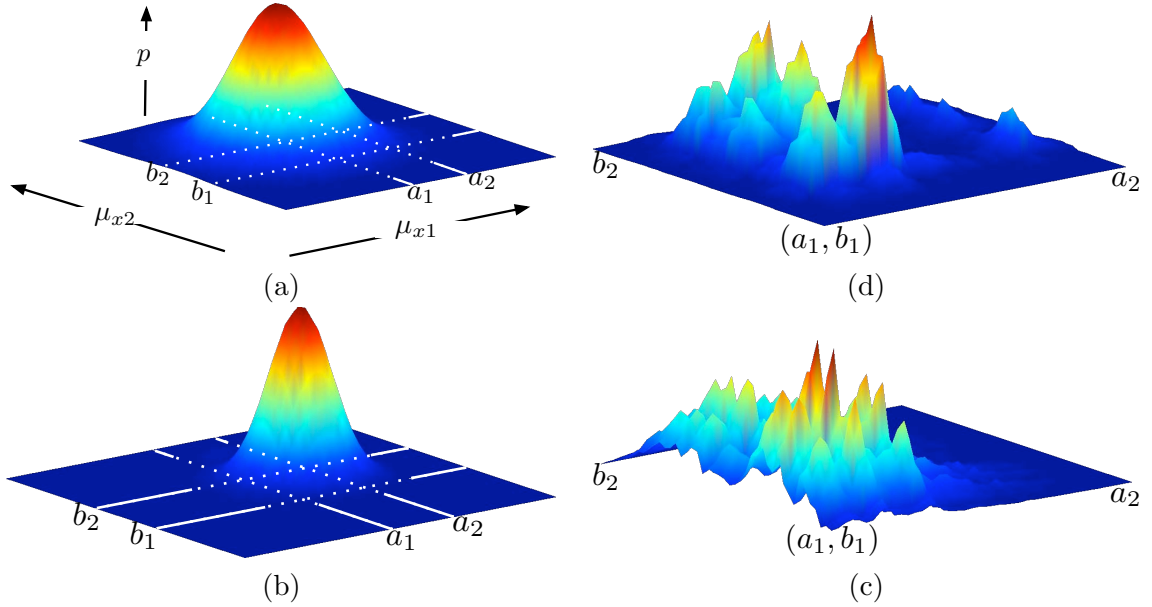 p
b₂
b₁
a₁
a₂
μₓ₂
μₓ₁
(a)
b₂
a₂
(a₁, b₁)
(d)
b₂
b₁
a₁
a₂
(b)
b₂
a₂
(a₁, b₁)
(c)